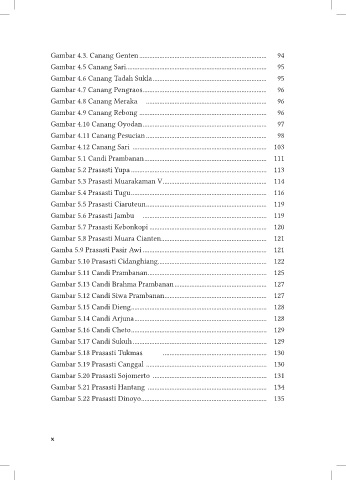 Gambar 4.3. Canang Genten ........ 94
Gambar 4.5 Canang Sari ........ 95
Gambar 4.6 Canang Tadah Sukla ........ 95
Gambar 4.7 Canang Pengraos ........ 96
Gambar 4.8 Canang Meraka ........ 96
Gambar 4.9 Canang Rebong ........ 96
Gambar 4.10 Canang Oyodan ........ 97
Gambar 4.11 Canang Pesucian ........ 98
Gambar 4.12 Canang Sari ........ 103
Gambar 5.1 Candi Prambanan ........ 111
Gambar 5.2 Prasasti Yupa ........ 113
Gambar 5.3 Prasasti Muarakaman V ........ 114
Gambar 5.4 Prasasti Tugu ........ 116
Gambar 5.5 Prasasti Ciaruteun ........ 119
Gambar 5.6 Prasasti Jambu ........ 119
Gambar 5.7 Prasasti Kebonkopi ........ 120
Gambar 5.8 Prasasti Muara Cianten ........ 121
Gamba 5.9 Prasasti Pasir Awi ........ 121
Gambar 5.10 Prasasti Cidanghiang ........ 122
Gambar 5.11 Candi Prambanan ........ 125
Gambar 5.13 Candi Brahma Prambanan ........ 127
Gambar 5.12 Candi Siwa Prambanan ........ 127
Gambar 5.15 Candi Dieng ........ 128
Gambar 5.14 Candi Arjuna ........ 128
Gambar 5.16 Candi Cheto ........ 129
Gambar 5.17 Candi Sukuh ........ 129
Gambar 5.18 Prasasti Tukmas ........ 130
Gambar 5.19 Prasasti Canggal ........ 130
Gambar 5.20 Prasasti Sojomerto ........ 131
Gambar 5.21 Prasasti Hantang ........ 134
Gambar 5.22 Prasasti Dinoyo ........ 135
x